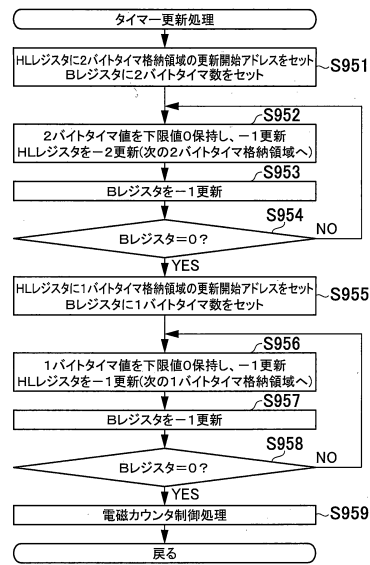 タイマー更新処理
HLレジスタに2バイトタイマ格納領域の更新開始アドレスをセット
Bレジスタに2バイトタイマ数をセット
S951
S952
2バイトタイマ値を下限値0保持し、-1更新
HLレジスタを-2更新(次の2バイトタイマ格納領域へ)
S953
Bレジスタを-1更新
S954
Bレジスタ=0?
NO
YES
HLレジスタに1バイトタイマ格納領域の更新開始アドレスをセット
Bレジスタに1バイトタイマ数をセット
S955
S956
1バイトタイマ値を下限値0保持し、-1更新
HLレジスタを-1更新(次の1バイトタイマ格納領域へ)
S957
Bレジスタを-1更新
S958
Bレジスタ=0?
NO
YES
電磁カウンタ制御処理
S959
戻る